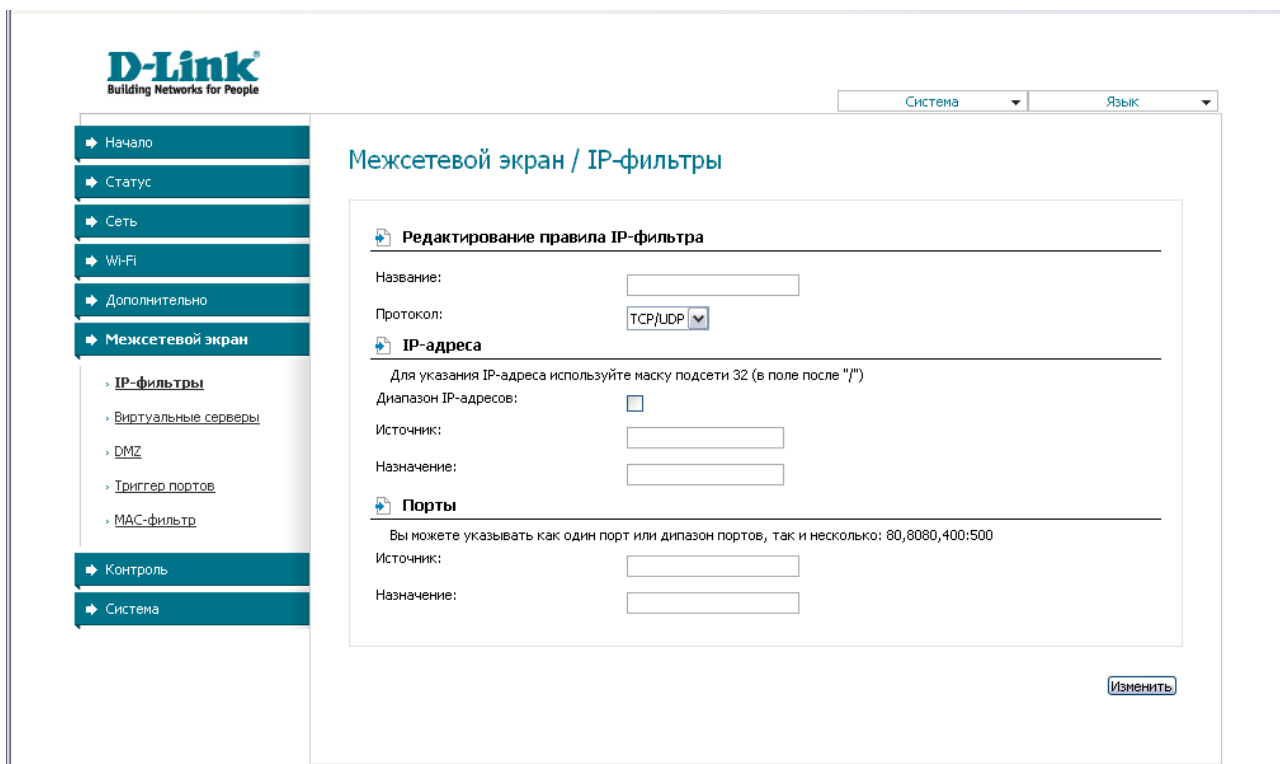 D-Link
Building Networks for People
Система
Язык
Начало
Статус
Сеть
Wi-Fi
Дополнительно
Межсетевой экран
IP-фильтры
Виртуальные серверы
DMZ
Триггер портов
MAC-фильтр
Контроль
Система
Межсетевой экран / IP-фильтры
Редактирование правила IP-фильтра
Название:
Протокол: TCP/UDP
IP-адреса
Для указания IP-адреса используйте маску подсети 32 (в поле после "/")
Диапазон IP-адресов:
Источник:
Назначение:
Порты
Вы можете указывать как один порт или дипазон портов, так и несколько: 80,8080,400:500
Источник:
Назначение:
Изменить